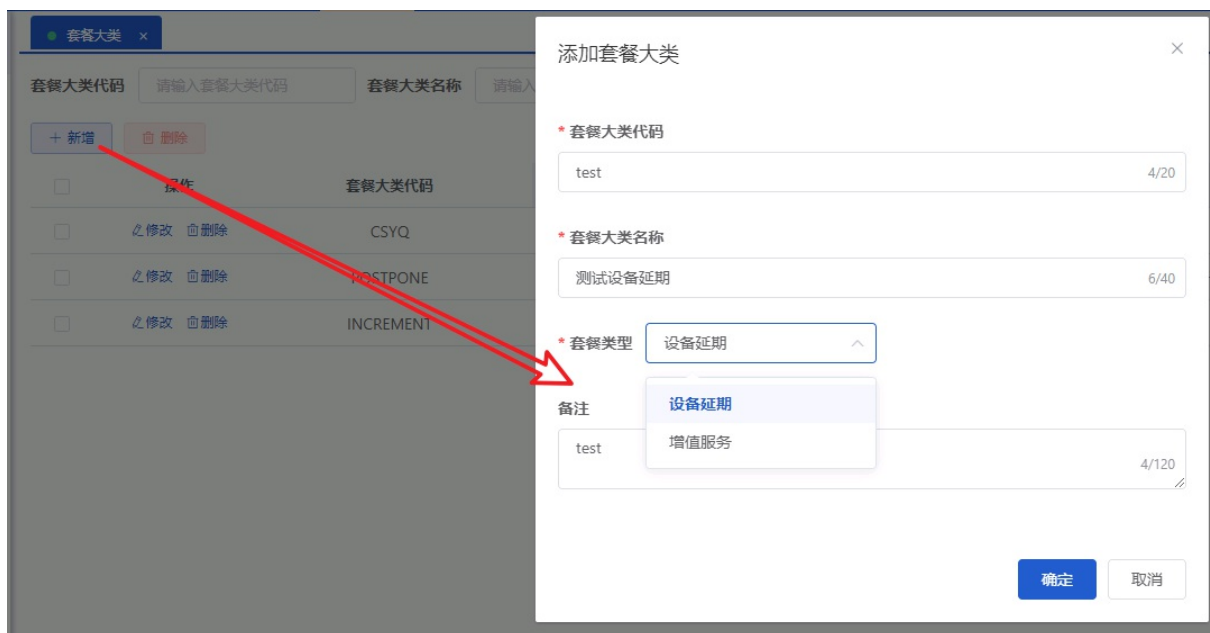 套餐大类 ×
套餐大类代码 请输入套餐大类代码 套餐大类名称 请输入
+ 新增 删除
操作 套餐大类代码
修改 删除 CSYQ
修改 删除 POSTPONE
修改 删除 INCREMENT
添加套餐大类 ×
* 套餐大类代码
test 4/20
* 套餐大类名称
测试设备延期 6/40
* 套餐类型 设备延期
设备延期
增值服务
备注
test 4/120
确定 取消